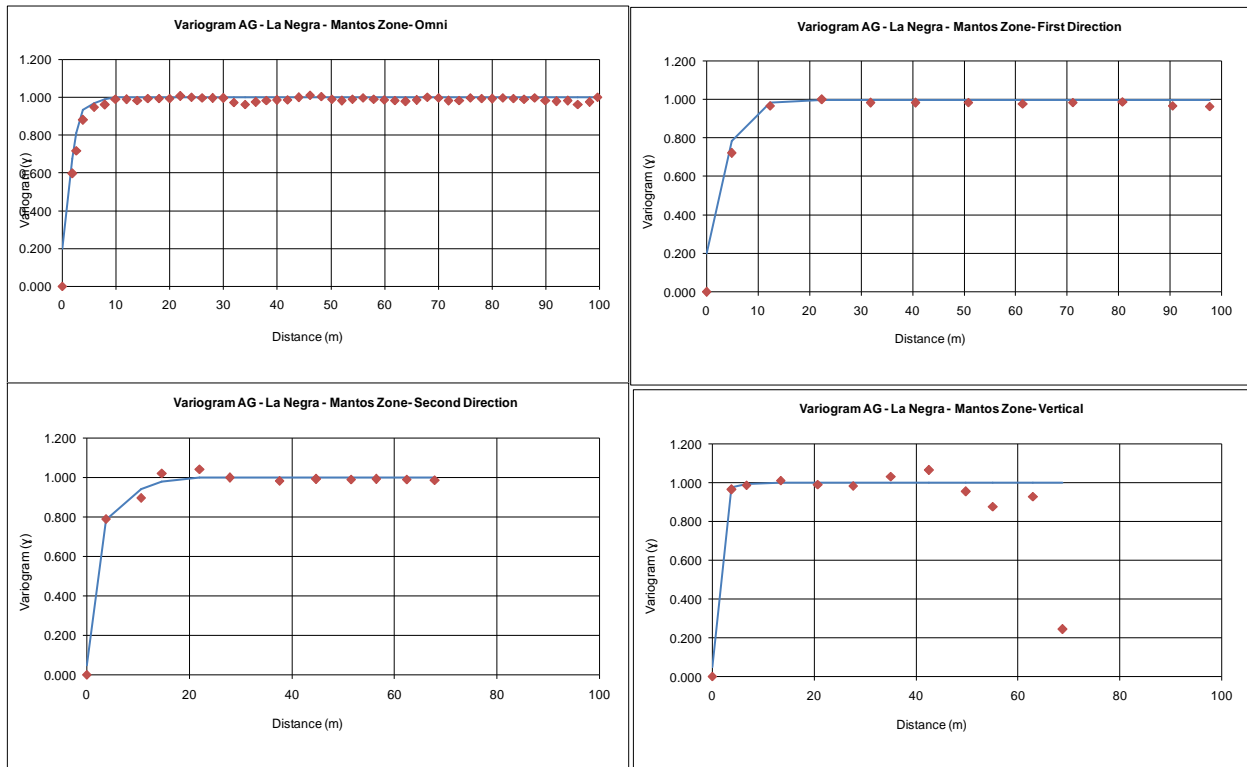 Variogram AG - La Negra - Mantos Zone- Omni
1.200
1.000
0.800
0.600
0.400
0.200
0.000
Variogram (ɣ)
0 10 20 30 40 50 60 70 80 90 100
Distance (m)
Variogram AG - La Negra - Mantos Zone- First Direction
1.200
1.000
0.800
0.600
0.400
0.200
0.000
Variogram (ɣ)
0 10 20 30 40 50 60 70 80 90 100
Distance (m)
Variogram AG - La Negra - Mantos Zone- Second Direction
1.200
1.000
0.800
0.600
0.400
0.200
0.000
Variogram (ɣ)
0 20 40 60 80 100
Distance (m)
Variogram AG - La Negra - Mantos Zone- Vertical
1.200
1.000
0.800
0.600
0.400
0.200
0.000
Variogram (ɣ)
0 20 40 60 80 100
Distance (m)